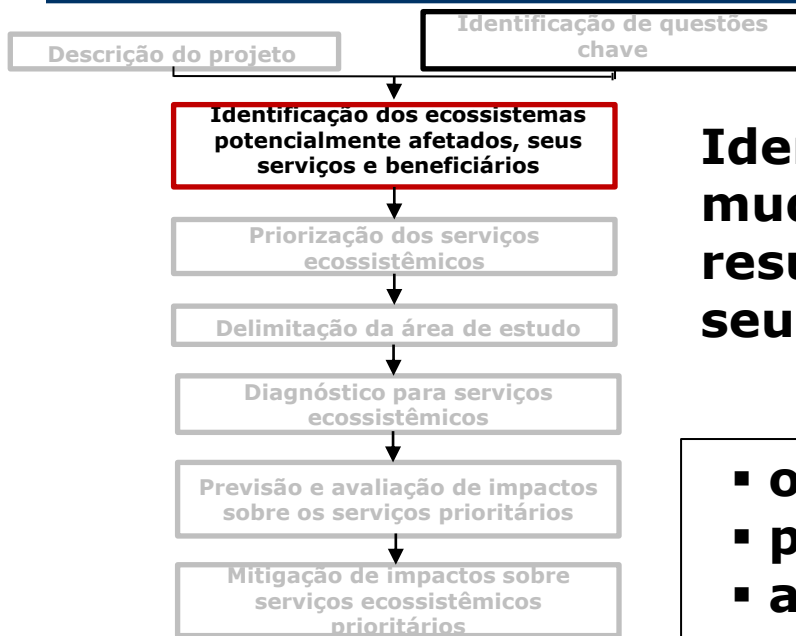 Identificação de questões
chave
Descrição do projeto
Identificação dos ecossistemas
potencialmente afetados, seus
serviços e beneficiários
Priorização dos serviços
ecossistêmicos
Delimitação da área de estudo
Diagnóstico para serviços
ecossistêmicos
Previsão e avaliação de impactos
sobre os serviços prioritários
Mitigação de impactos sobre
serviços ecossistêmicos
prioritários
seu